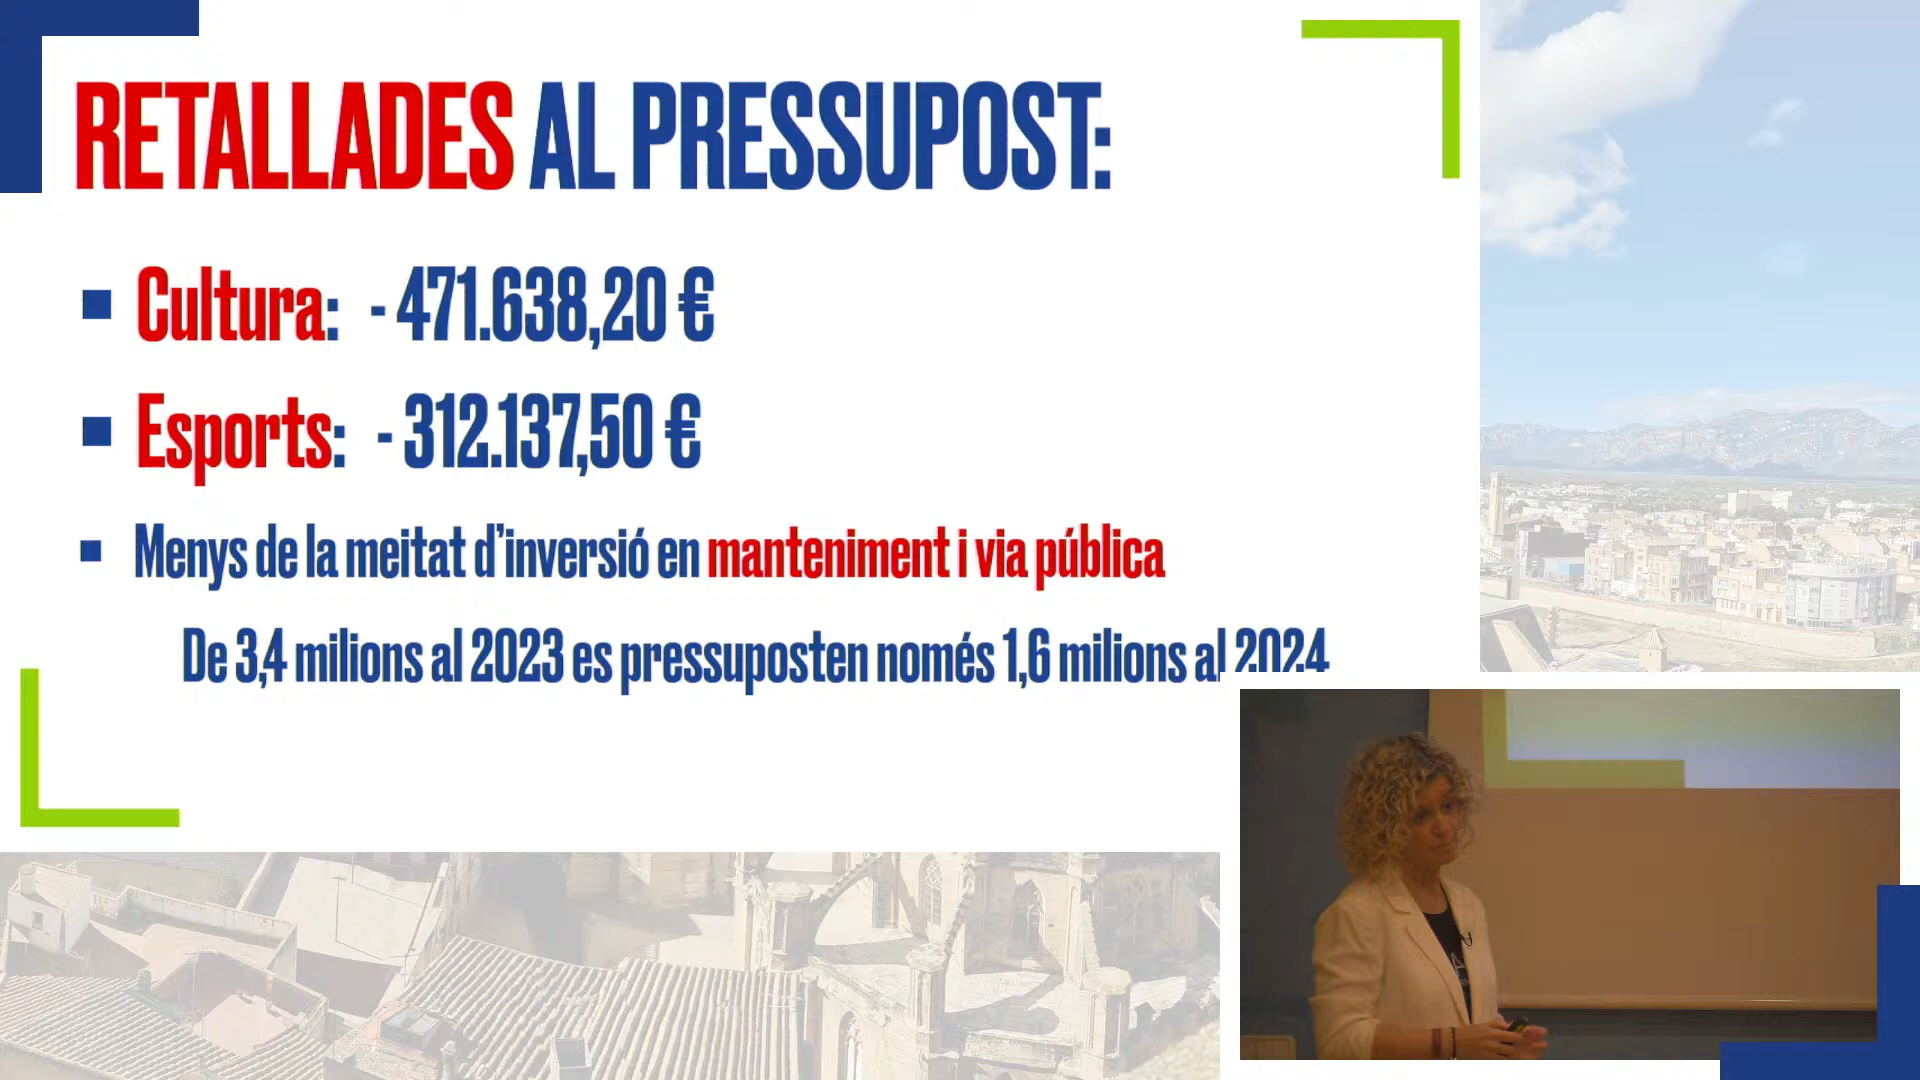 RETALLADES AL PRESSUPOST:
▪ Cultura: - 471.638,20 €
▪ Esports: - 312.137,50 €
▪ Menys de la meitat d’inversió en manteniment i via pública
De 3,4 milions al 2023 es pressuposten només 1,6 milions al 2024